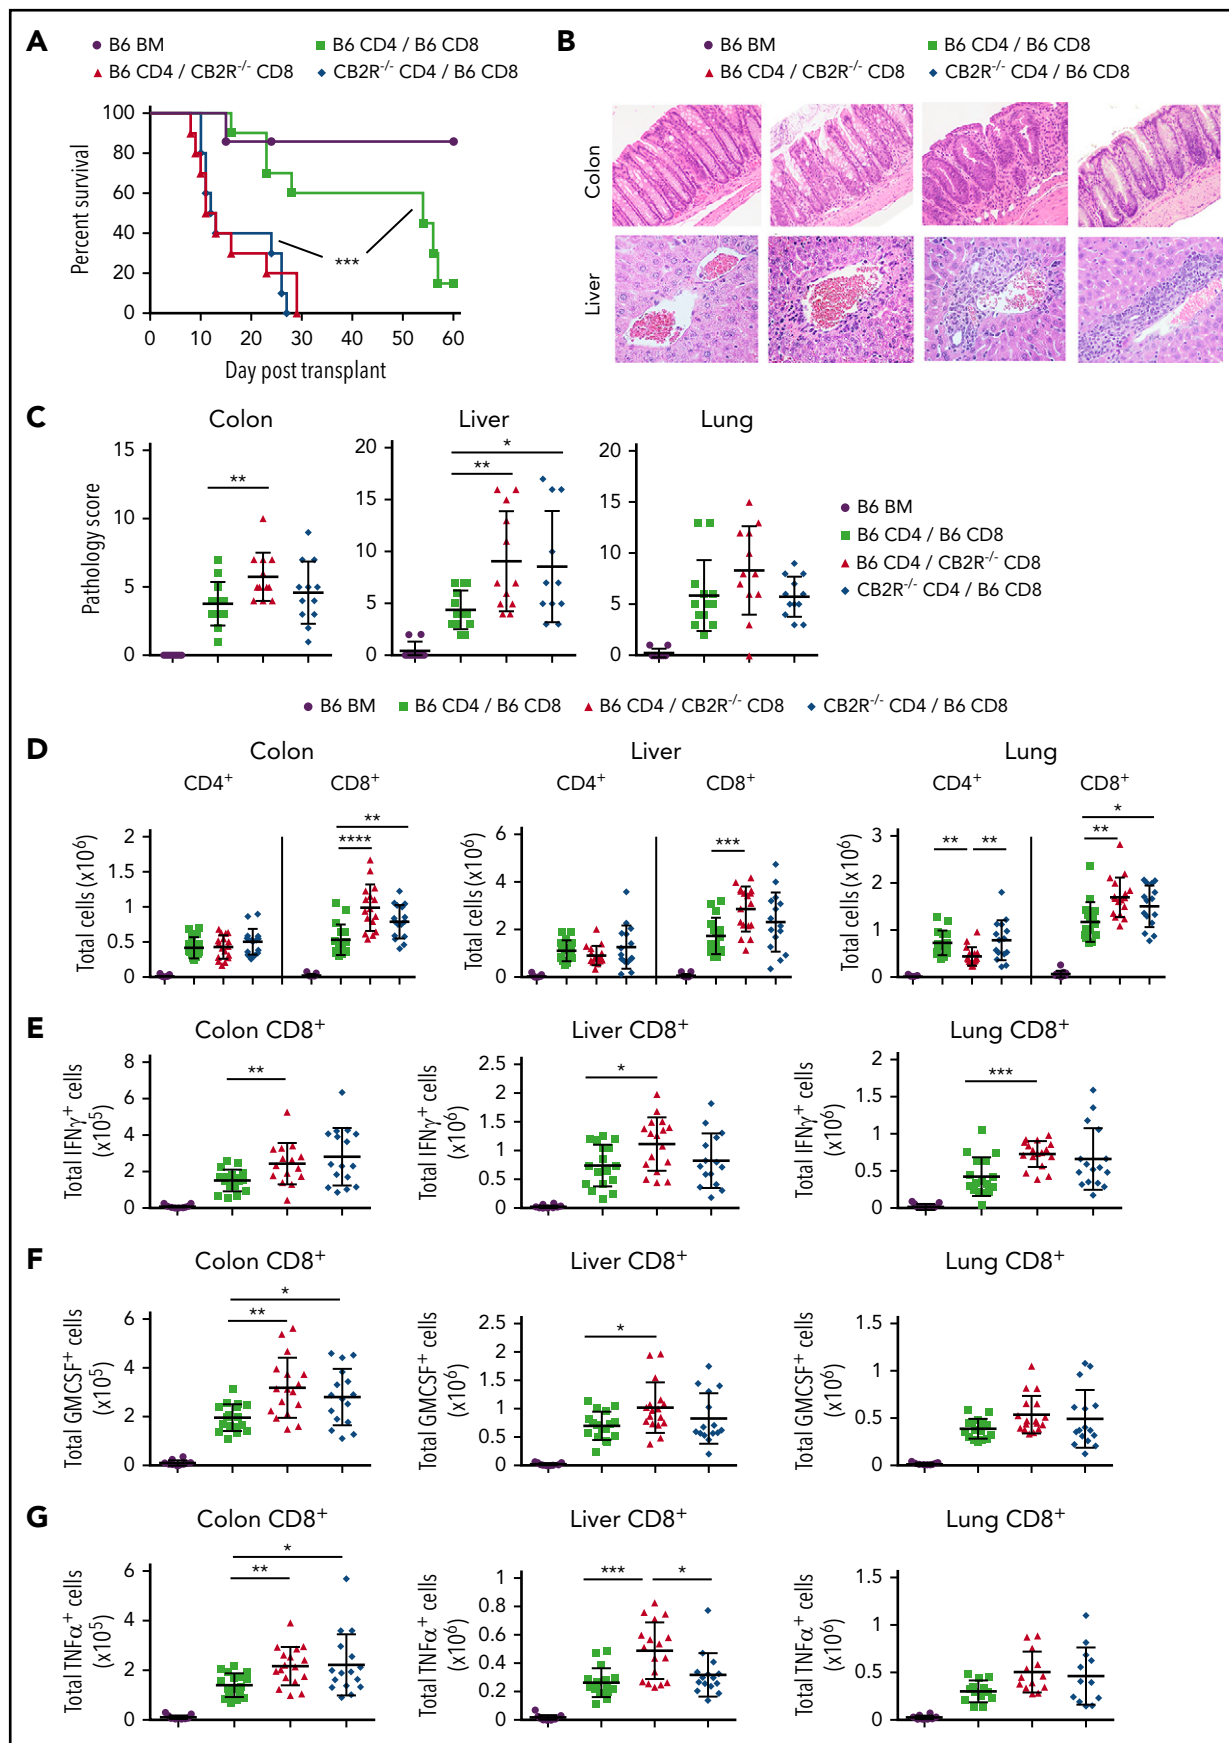 A
B6 BM
B6 CD4 / B6 CD8
B6 CD4 / CB2R-/- CD8
CB2R-/- CD4 / B6 CD8
Percent survival
100
80
60
40
20
0
***
0 10 20 30 40 50 60
Day post transplant
B
B6 BM
B6 CD4 / B6 CD8
B6 CD4 / CB2R-/- CD8
CB2R-/- CD4 / B6 CD8
Colon
Liver
C
Colon
Pathology score
15
10
5
0
**
Liver
20
15
10
5
0
*
**
Lung
20
15
10
5
0
B6 BM
B6 CD4 / B6 CD8
B6 CD4 / CB2R-/- CD8
CB2R-/- CD4 / B6 CD8
B6 BM B6 CD4 / B6 CD8 B6 CD4 / CB2R-/- CD8 CB2R-/- CD4 / B6 CD8
D
Colon
CD4+ CD8+
Total cells (x10^6)
2
1.5
1
0.5
0
**
****
Liver
CD4+ CD8+
Total cells (x10^6)
6
4
2
0
***
Lung
CD4+ CD8+
Total cells (x10^6)
3
2
1
0
** **
*
**
E
Colon CD8+
Total IFNγ+ cells
(x10^5)
8
6
4
2
0
**
Liver CD8+
Total IFNγ+ cells
(x10^6)
2.5
2
1.5
1
0.5
0
*
Lung CD8+
Total IFNγ+ cells
(x10^6)
2
1.5
1
0.5
0
***
F
Colon CD8+
Total GMCSF+ cells
(x10^5)
6
4
2
0
*
**
Liver CD8+
Total GMCSF+ cells
(x10^6)
2.5
2
1.5
1
0.5
0
*
Lung CD8+
Total GMCSF+ cells
(x10^6)
1.5
1
0.5
0
G
Colon CD8+
Total TNFα+ cells
(x10^5)
6
4
2
0
*
**
Liver CD8+
Total TNFα+ cells
(x10^6)
1
0.8
0.6
0.4
0.2
0
*** *
Lung CD8+
Total TNFα+ cells
(x10^6)
1.5
1
0.5
0